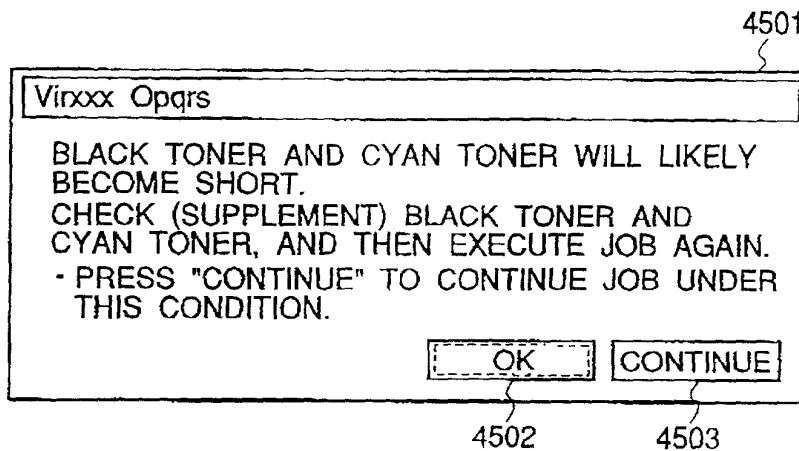 4501
Virxxx Opqrs
BLACK TONER AND CYAN TONER WILL LIKELY
BECOME SHORT.
CHECK (SUPPLEMENT) BLACK TONER AND
CYAN TONER, AND THEN EXECUTE JOB AGAIN.
- PRESS "CONTINUE" TO CONTINUE JOB UNDER
THIS CONDITION.
OK CONTINUE
4502 4503